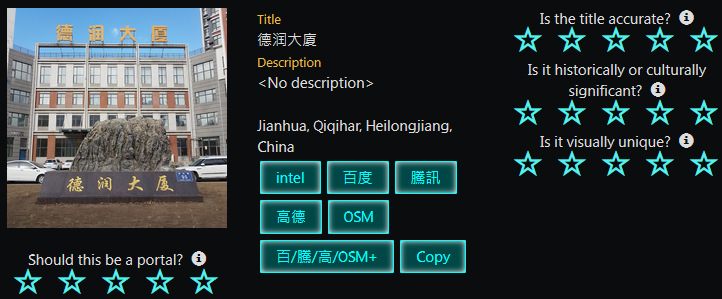 德润大厦
德润大厦
Should this be a portal?
Title
德润大廈
Description
<No description>
Jianhua, Qiqihar, Heilongjiang,
China
intel 百度 騰訊
高德 OSM
百/騰/高/OSM+ Copy
Is the title accurate?
Is it historically or culturally
significant?
Is it visually unique?